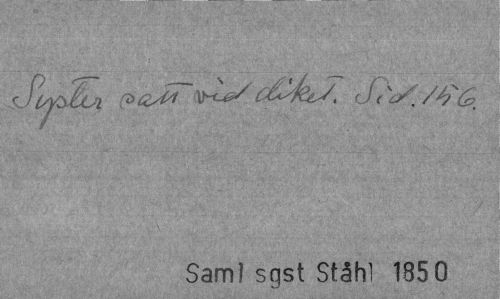 Syster satt vid diket. Sid. 156.
Saml sgst Ståhl 1850